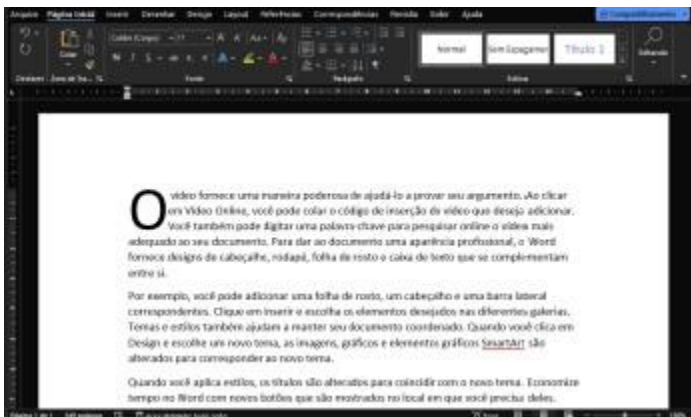 Arquivo Página Inicial Inserir Desenhar Design Layout Referências Correspondências Revisão Exibir Ajuda Compartilhamento
Colar
Calibri (Corpo) 11 A A Aa A
N I S
Normal Sem Espaçamen Título 1
Fonte Parágrafo Estilos
O vídeo fornece uma maneira poderosa de ajudá-lo a provar seu argumento. Ao clicar
em Vídeo Online, você pode colar o código de inserção do vídeo que deseja adicionar.
Você também pode digitar uma palavra-chave para pesquisar online o vídeo mais
adequado ao seu documento. Para dar ao documento uma aparência profissional, o Word
fornece designs de cabeçalho, rodapé, folha de rosto e caixa de texto que se complementam
entre si.
Por exemplo, você pode adicionar uma folha de rosto, um cabeçalho e uma barra lateral
correspondentes. Clique em Inserir e escolha os elementos desejados nas diferentes galerias.
Temas e estilos também ajudam a manter seu documento coordenado. Quando você clica em
Design e escolhe um novo tema, as imagens, gráficos e elementos gráficos SmartArt são
alterados para corresponder ao novo tema.
Quando você aplica estilos, os títulos são alterados para coincidir com o novo tema. Economize
tempo no Word com novos botões que são mostrados no local em que você precisa deles.